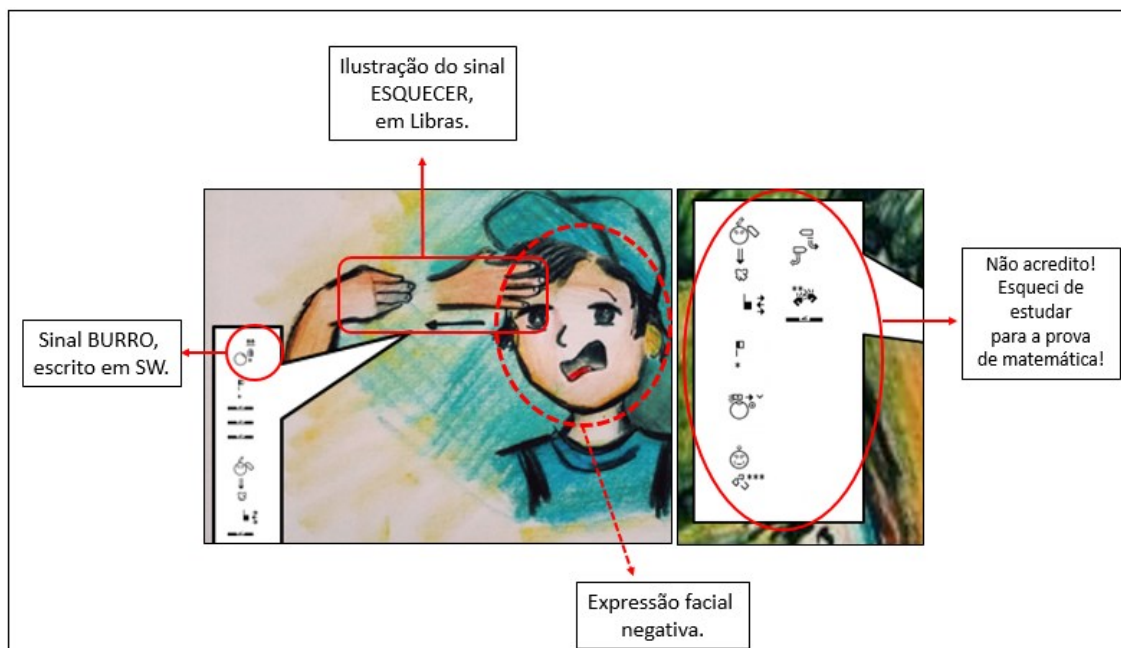 Ilustração do sinal
ESQUECER,
em Libras.
Sinal BURRO,
escrito em SW.
Não acredito!
Esqueci de
estudar
para a prova
de matemática!
Expressão facial
negativa.